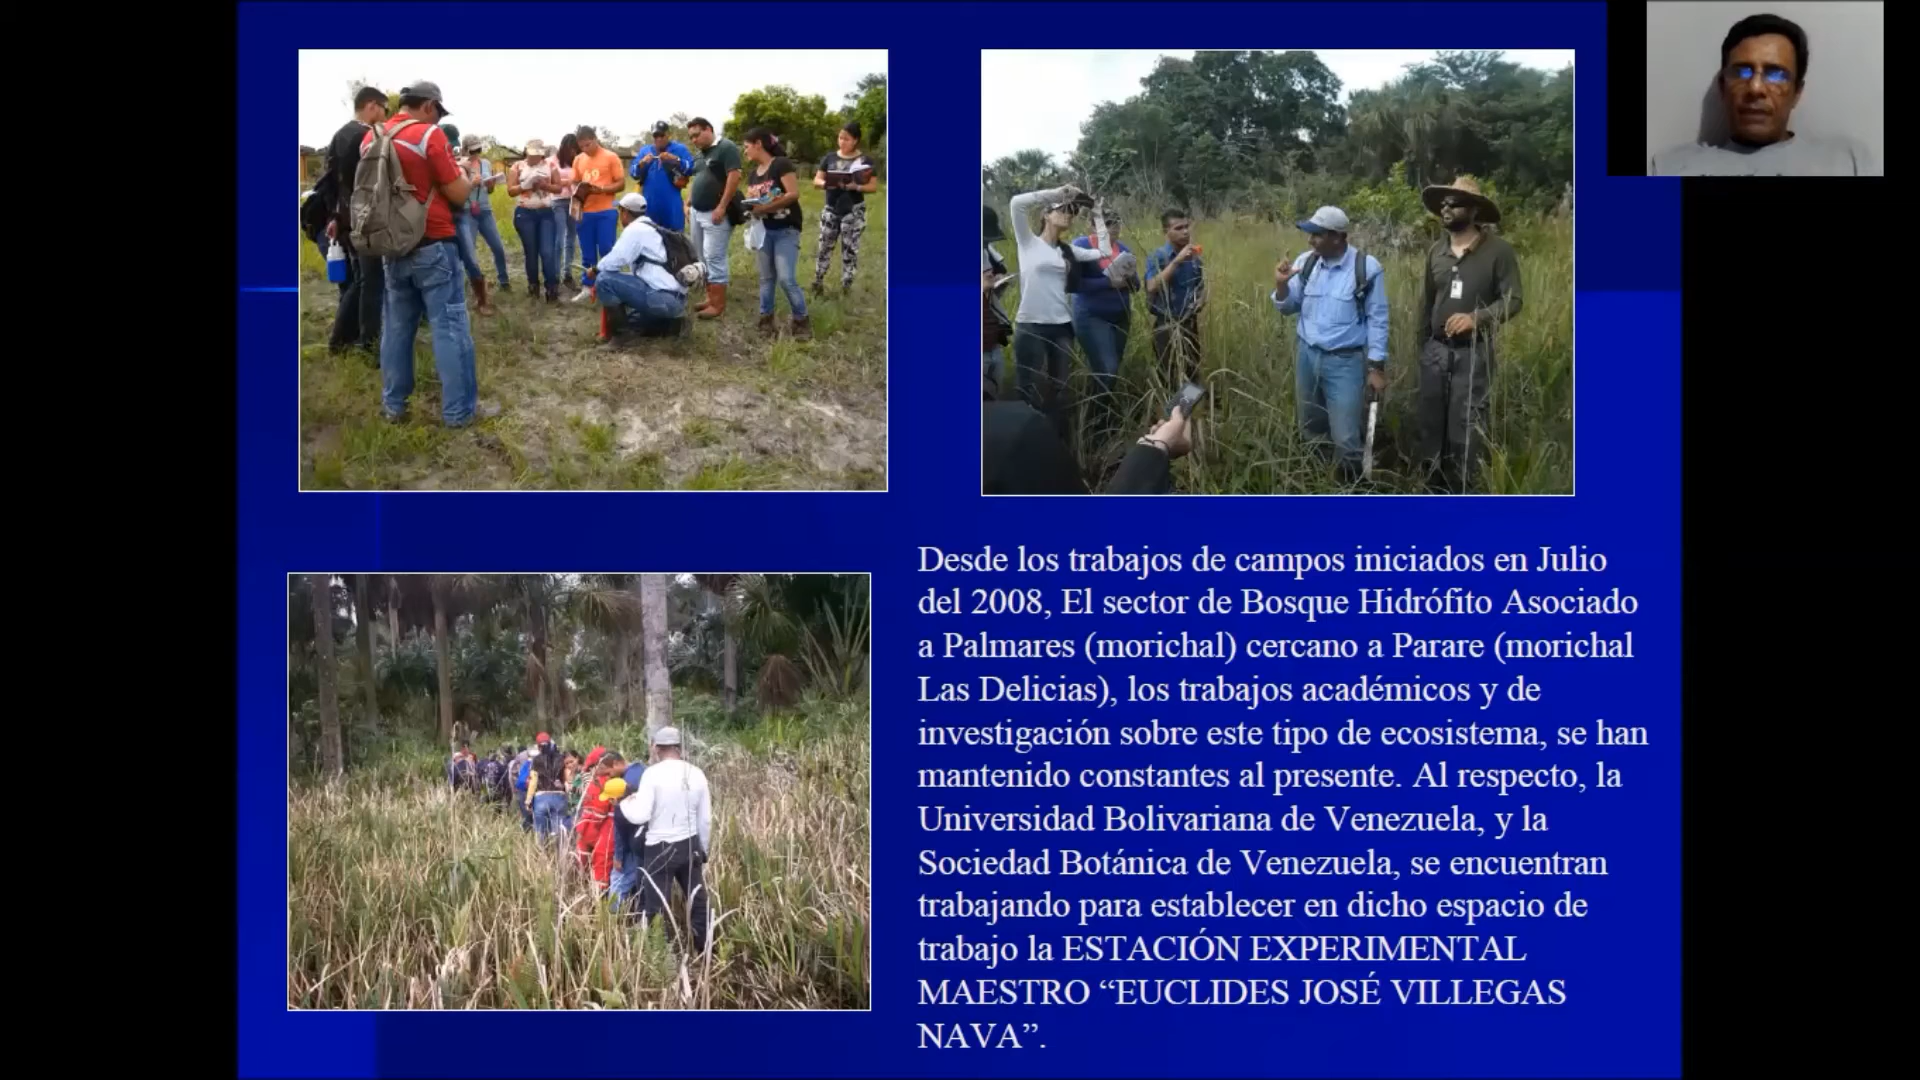 Desde los trabajos de campos iniciados en Julio
del 2008, El sector de Bosque Hidrófito Asociado
a Palmares (morichal) cercano a Parare (morichal
Las Delicias), los trabajos académicos y de
investigación sobre este tipo de ecosistema, se han
mantenido constantes al presente. Al respecto, la
Universidad Bolivariana de Venezuela, y la
Sociedad Botánica de Venezuela, se encuentran
trabajando para establecer en dicho espacio de
trabajo la ESTACIÓN EXPERIMENTAL
MAESTRO “EUCLIDES JOSÉ VILLEGAS
NAVA”.